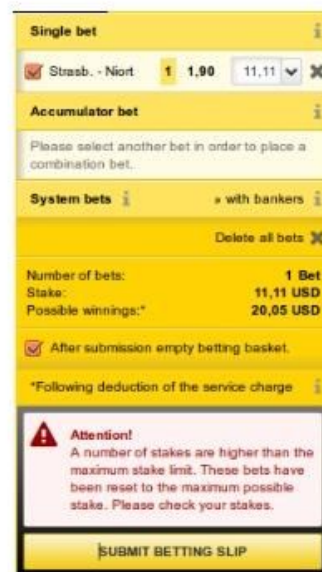 Single bet
Strasb. - Niort 1 1,90 11,11
Accumulator bet
Please select another bet in order to place a
combination bet.
System bets i » with bankers
Delete all bets
Number of bets: 1 Bet
Stake: 11,11 USD
Possible winnings:* 20,05 USD
After submission empty betting basket.
*Following deduction of the service charge
Attention!
A number of stakes are higher than the
maximum stake limit. These bets have
been reset to the maximum possible
stake. Please check your stakes.
SUBMIT BETTING SLIP